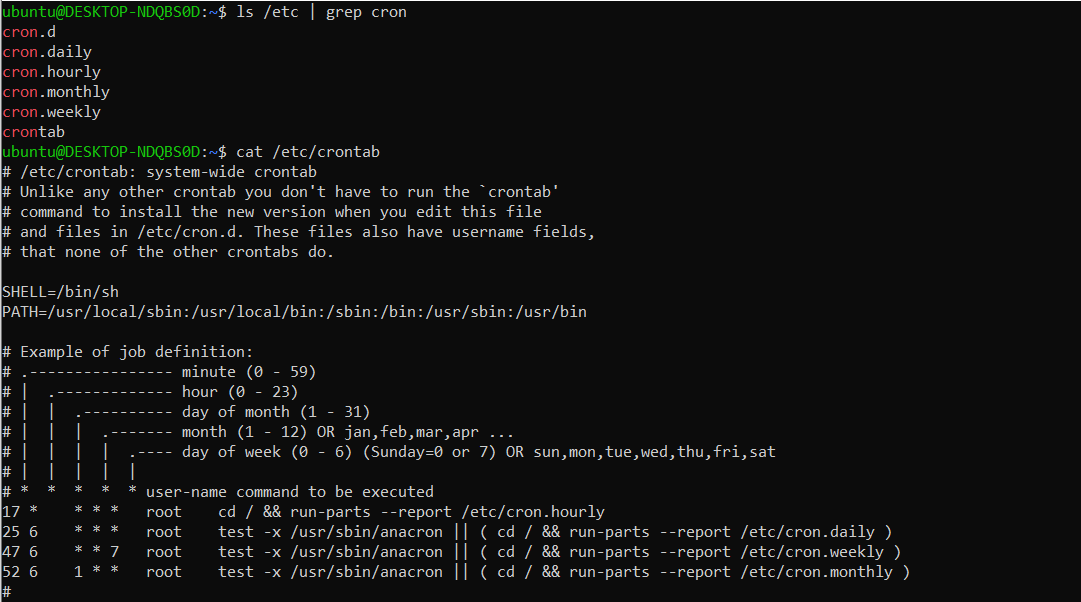 ubuntu@DESKTOP-NDQBS0D:~$ ls /etc | grep cron
cron.d
cron.daily
cron.hourly
cron.monthly
cron.weekly
crontab
ubuntu@DESKTOP-NDQBS0D:~$ cat /etc/crontab
# /etc/crontab: system-wide crontab
# Unlike any other crontab you don't have to run the `crontab'
# command to install the new version when you edit this file
# and files in /etc/cron.d. These files also have username fields,
# that none of the other crontabs do.

SHELL=/bin/sh
PATH=/usr/local/sbin:/usr/local/bin:/sbin:/bin:/usr/sbin:/usr/bin

# Example of job definition:
# .---------------- minute (0 - 59)
# |  .------------- hour (0 - 23)
# |  |  .---------- day of month (1 - 31)
# |  |  |  .------- month (1 - 12) OR jan,feb,mar,apr ...
# |  |  |  |  .---- day of week (0 - 6) (Sunday=0 or 7) OR sun,mon,tue,wed,thu,fri,sat
# |  |  |  |  |
# *  *  *  *  * user-name command to be executed
17 *    * * *   root    cd / && run-parts --report /etc/cron.hourly
25 6    * * *   root    test -x /usr/sbin/anacron || ( cd / && run-parts --report /etc/cron.daily )
47 6    * * 7   root    test -x /usr/sbin/anacron || ( cd / && run-parts --report /etc/cron.weekly )
52 6    1 * *   root    test -x /usr/sbin/anacron || ( cd / && run-parts --report /etc/cron.monthly )
#